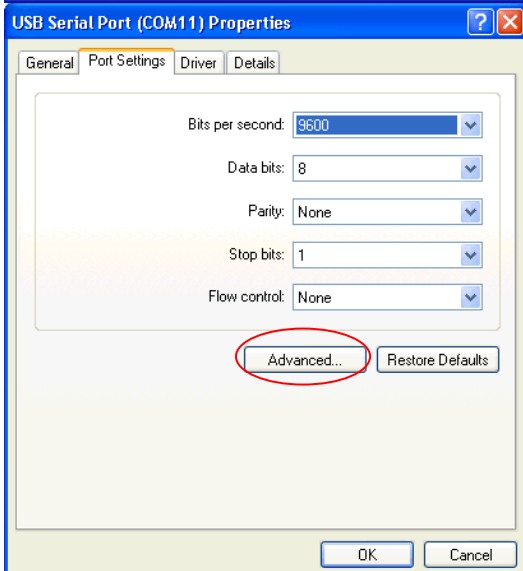 USB Serial Port (COM11) Properties
General Port Settings Driver Details
Bits per second: 9600
Data bits: 8
Parity: None
Stop bits: 1
Flow control: None
Advanced... Restore Defaults
OK Cancel